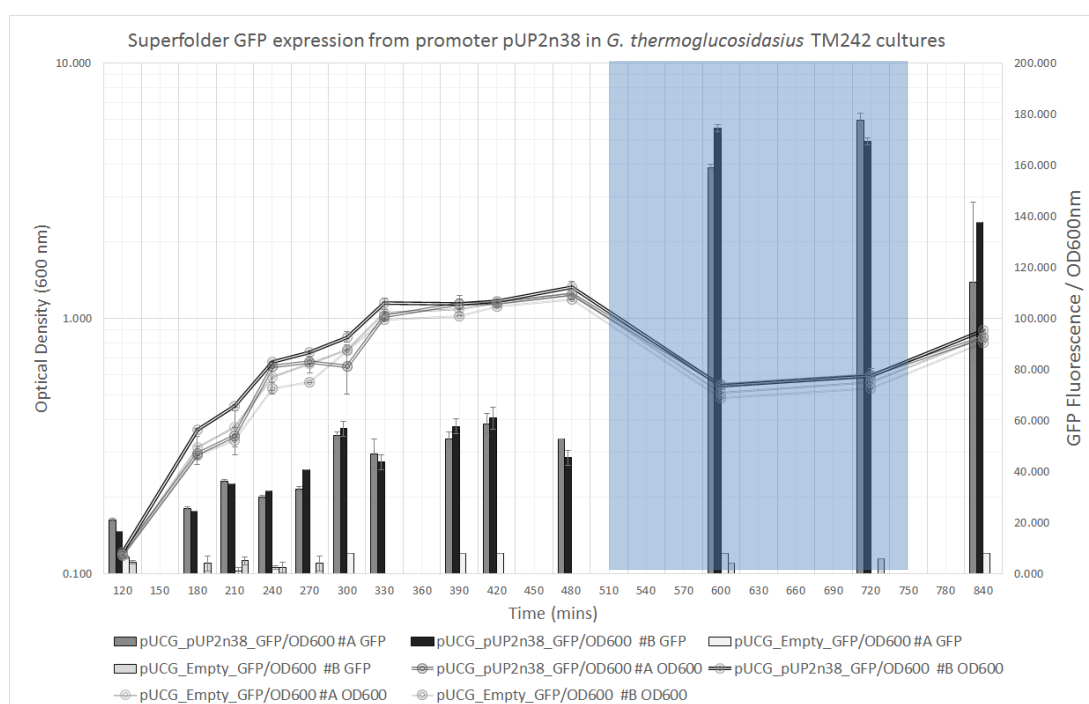 Superfolder GFP expression from promoter pUP2n38 in G. thermoglucosidasius TM242 cultures
10.000
1.000
0.100
Optical Density (600 nm)
200.000
180.000
160.000
140.000
120.000
100.000
80.000
60.000
40.000
20.000
0.000
GFP Fluorescence / OD600nm
120 150 180 210 240 270 300 330 360 390 420 450 480 510 540 570 600 630 660 690 720 750 780 810 840
Time (mins)
pUCG_pUP2n38_GFP/OD600 #A GFP pUCG_pUP2n38_GFP/OD600 #B GFP pUCG_Empty_GFP/OD600 #A GFP
pUCG_Empty_GFP/OD600 #B GFP pUCG_pUP2n38_GFP/OD600 #A OD600 pUCG_pUP2n38_GFP/OD600 #B OD600
pUCG_Empty_GFP/OD600 #A OD600 pUCG_Empty_GFP/OD600 #B OD600